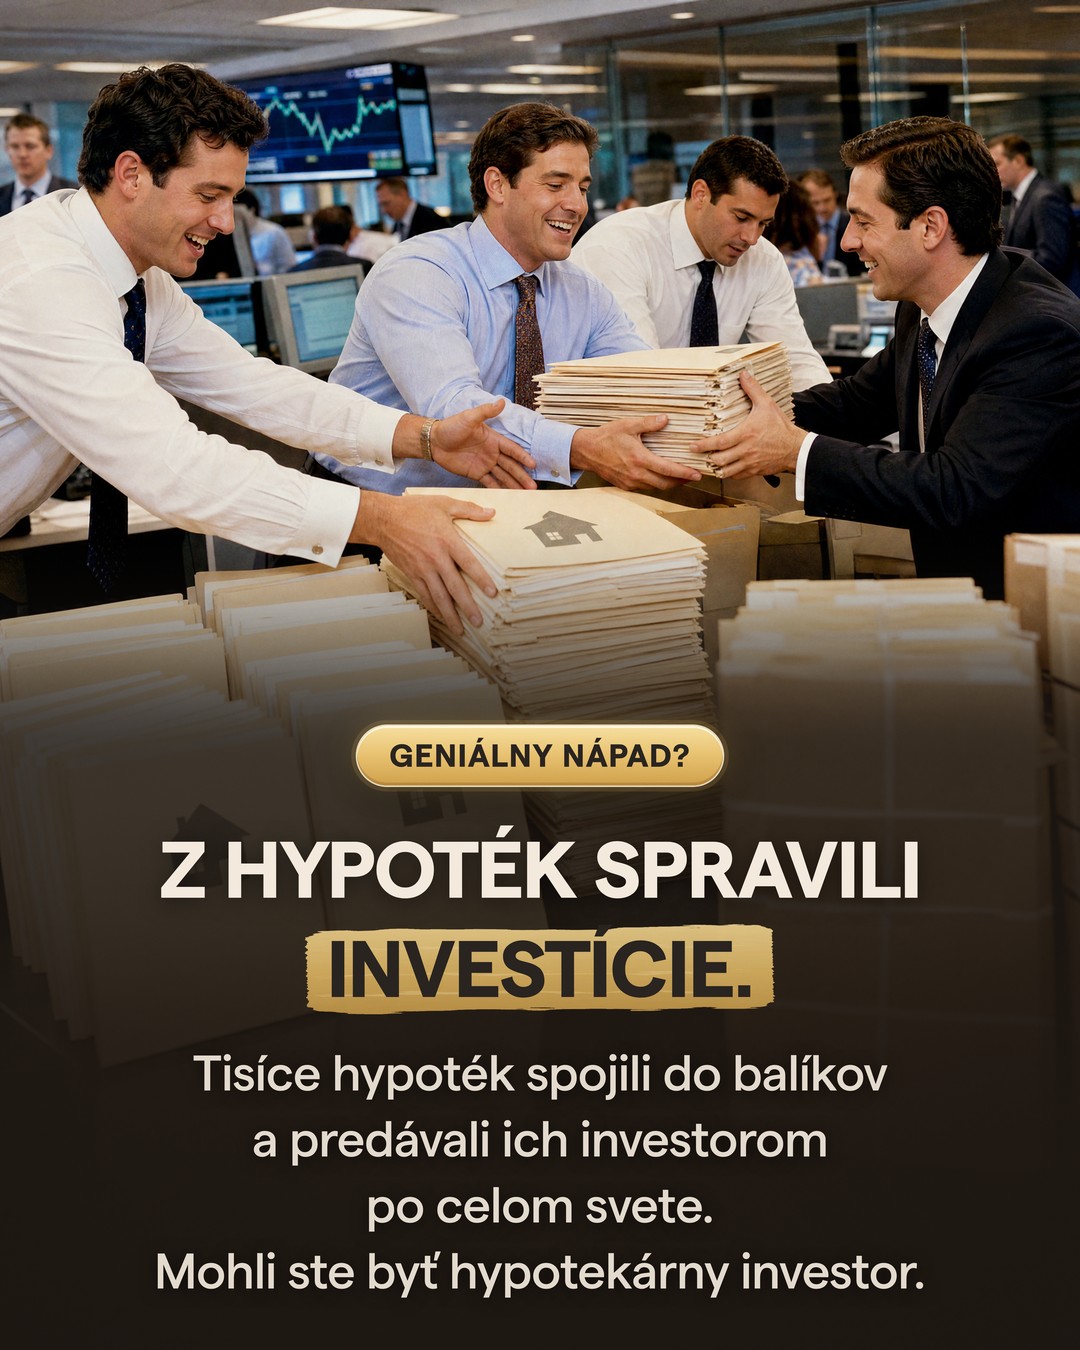 GENIÁLNY NÁPAD?
Z HYPOTÉK SPRAVILI
INVESTÍCIE.
Tisíce hypoték spojili do balíkov
a predávali ich investorom
po celom svete.
Mohli ste byť hypotekárny investor.